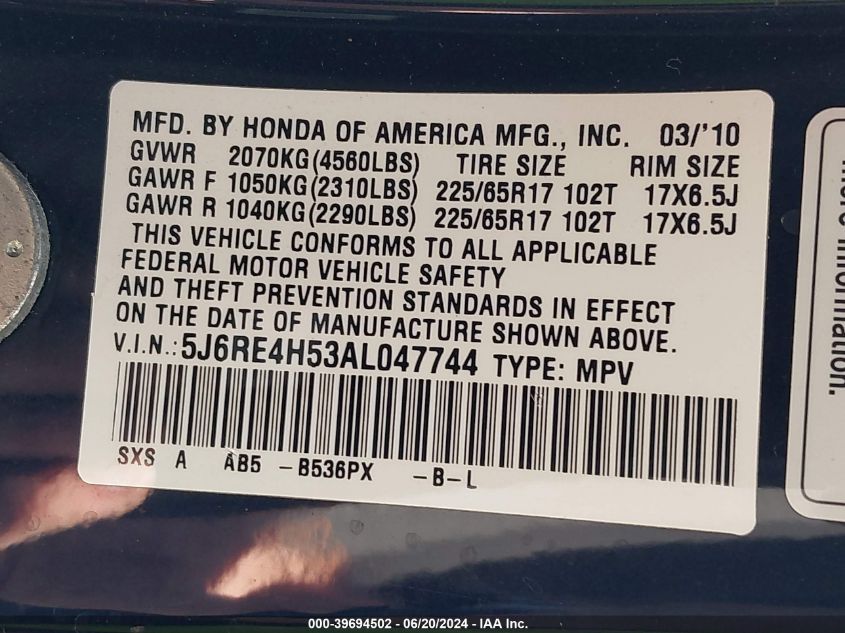 MFD. BY HONDA OF AMERICA MFG., INC. 03/'10
GVWR 2070KG(4560LBS) TIRE SIZE RIM SIZE
GAWR F 1050KG(2310LBS) 225/65R17 102T 17X6.5J
GAWR R 1040KG(2290LBS) 225/65R17 102T 17X6.5J
THIS VEHICLE CONFORMS TO ALL APPLICABLE
FEDERAL MOTOR VEHICLE SAFETY
AND THEFT PREVENTION STANDARDS IN EFFECT
ON THE DATE OF MANUFACTURE SHOWN ABOVE.
V.I.N.: 5J6RE4H53AL047744 TYPE: MPV
SXS A AB5 -B536PX -B-L
more information.
000-39694502 - 06/20/2024 - IAA Inc.